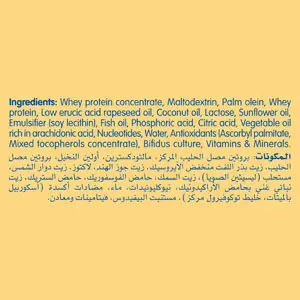 Ingredients: Whey protein concentrate, Maltodextrin, Palm olein, Whey
protein, Low erucic acid rapeseed oil, Coconut oil, Lactose, Sunflower oil,
Emulsifier (soy lecithin), Fish oil, Phosphoric acid, Citric acid, Vegetable oil
rich in arachidonic acid, Nucleotides, Water, Antioxidants (Ascorbyl palmitate,
Mixed tocopherols concentrate), Bifidus culture, Vitamins & Minerals.
المكونات: بروتين مصل الحليب المركز، مالتودكسترين، أولين النخيل، بروتين مصل
الحليب، زيت بذر اللفت منخفض الايروسيك، زيت جوز الهند، لاكتوز، زيت دوار الشمس،
مستحلب (ليسيثين الصويا)، زيت السمك، حامض الفوسفوريك، حامض الستريك، زيت
نباتي غني بحامض الأراكيدونيك، نيوكليوتيدات، ماء، مضادات أكسدة (أسكوربيل
بالميتات، خليط توكوفيرول مركز)، مستنبت البيفيدوس، فيتامينات ومعادن.